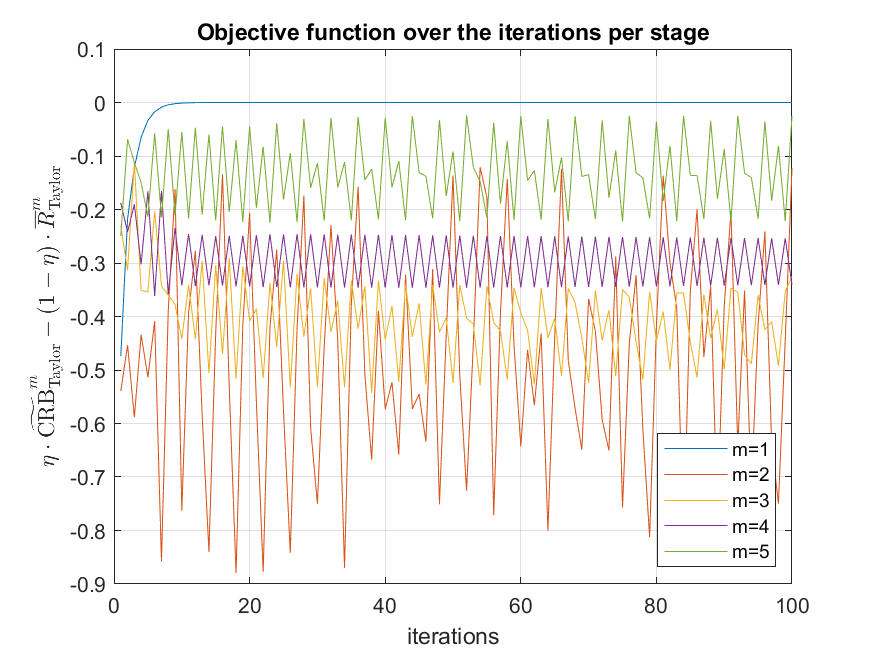 Objective function over the iterations per stage
η · C͠RB^m_Taylor − (1 − η) · R̅^m_Taylor
0.1
0
-0.1
-0.2
-0.3
-0.4
-0.5
-0.6
-0.7
-0.8
-0.9
m=1
m=2
m=3
m=4
m=5
0 20 40 60 80 100
iterations